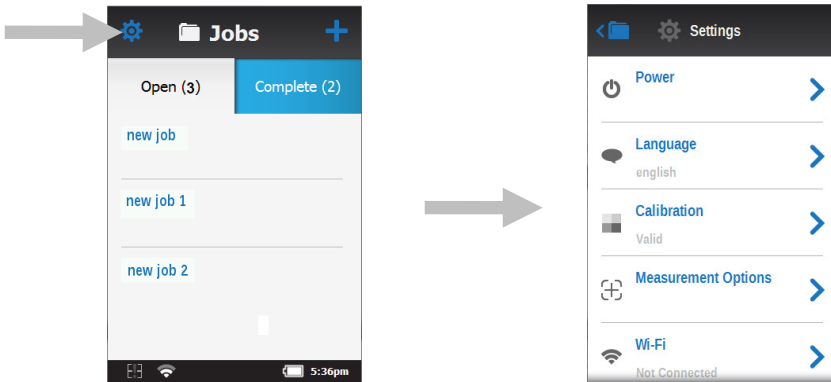 Jobs
Open (3)
Complete (2)
new job
new job 1
new job 2
5:36pm
Settings
Power
Language
english
Calibration
Valid
Measurement Options
Wi-Fi
Not Connected